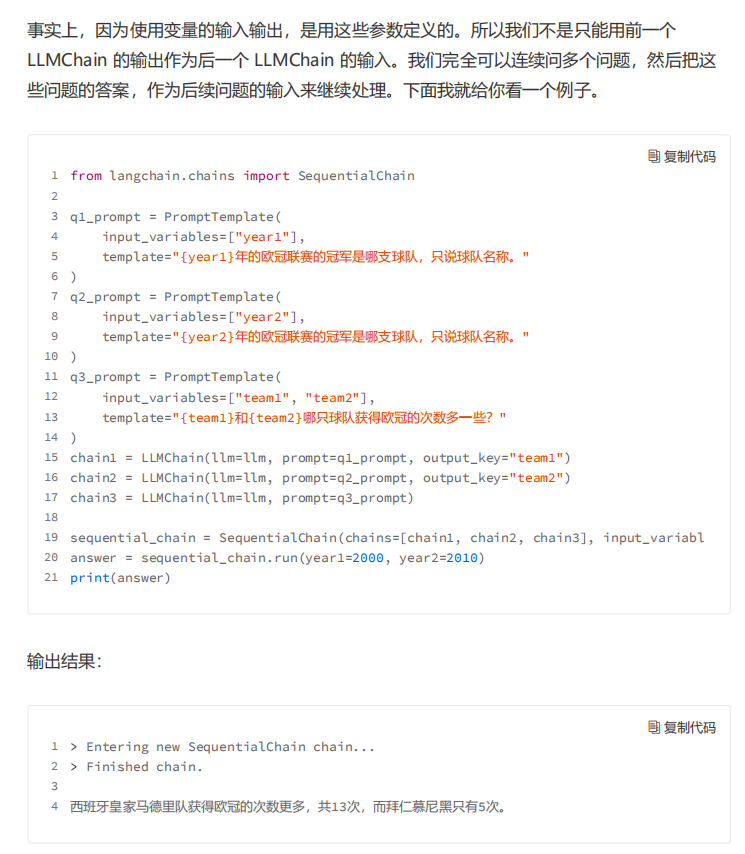 事实上，因为使用变量的输入输出，是用这些参数定义的。所以我们不是只能用前一个
LLMChain 的输出作为后一个 LLMChain 的输入。我们完全可以连续问多个问题，然后把这
些问题的答案，作为后续问题的输入来继续处理。下面我就给你看一个例子。
复制代码
1 from langchain.chains import SequentialChain
2
3 q1_prompt = PromptTemplate(
4     input_variables=["year1"],
5     template="{year1}年的欧冠联赛的冠军是哪支球队，只说球队名称。"
6 )
7 q2_prompt = PromptTemplate(
8     input_variables=["year2"],
9     template="{year2}年的欧冠联赛的冠军是哪支球队，只说球队名称。"
10 )
11 q3_prompt = PromptTemplate(
12     input_variables=["team1", "team2"],
13     template="{team1}和{team2}哪只球队获得欧冠的次数多一些？"
14 )
15 chain1 = LLMChain(llm=llm, prompt=q1_prompt, output_key="team1")
16 chain2 = LLMChain(llm=llm, prompt=q2_prompt, output_key="team2")
17 chain3 = LLMChain(llm=llm, prompt=q3_prompt)
18
19 sequential_chain = SequentialChain(chains=[chain1, chain2, chain3], input_variabl
20 answer = sequential_chain.run(year1=2000, year2=2010)
21 print(answer)
输出结果：
复制代码
1 > Entering new SequentialChain chain...
2 > Finished chain.
3
4 西班牙皇家马德里队获得欧冠的次数更多，共13次，而拜仁慕尼黑只有5次。